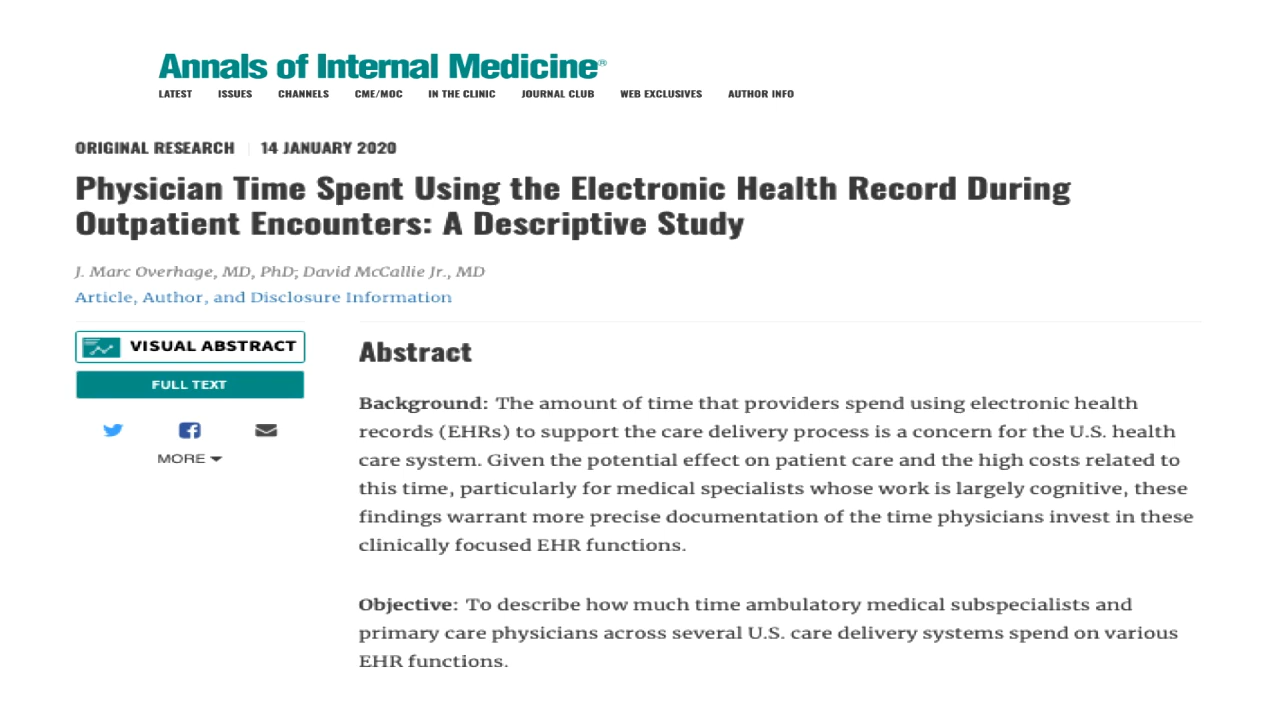 Annals of Internal Medicine®
LATEST ISSUES CHANNELS CME/MOC IN THE CLINIC JOURNAL CLUB WEB EXCLUSIVES AUTHOR INFO
ORIGINAL RESEARCH | 14 JANUARY 2020
Physician Time Spent Using the Electronic Health Record During
Outpatient Encounters: A Descriptive Study
J. Marc Overhage, MD, PhD; David McCallie Jr., MD
Article, Author, and Disclosure Information
VISUAL ABSTRACT
FULL TEXT
MORE
Abstract
Background: The amount of time that providers spend using electronic health
records (EHRs) to support the care delivery process is a concern for the U.S. health
care system. Given the potential effect on patient care and the high costs related to
this time, particularly for medical specialists whose work is largely cognitive, these
findings warrant more precise documentation of the time physicians invest in these
clinically focused EHR functions.
Objective: To describe how much time ambulatory medical subspecialists and
primary care physicians across several U.S. care delivery systems spend on various
EHR functions.